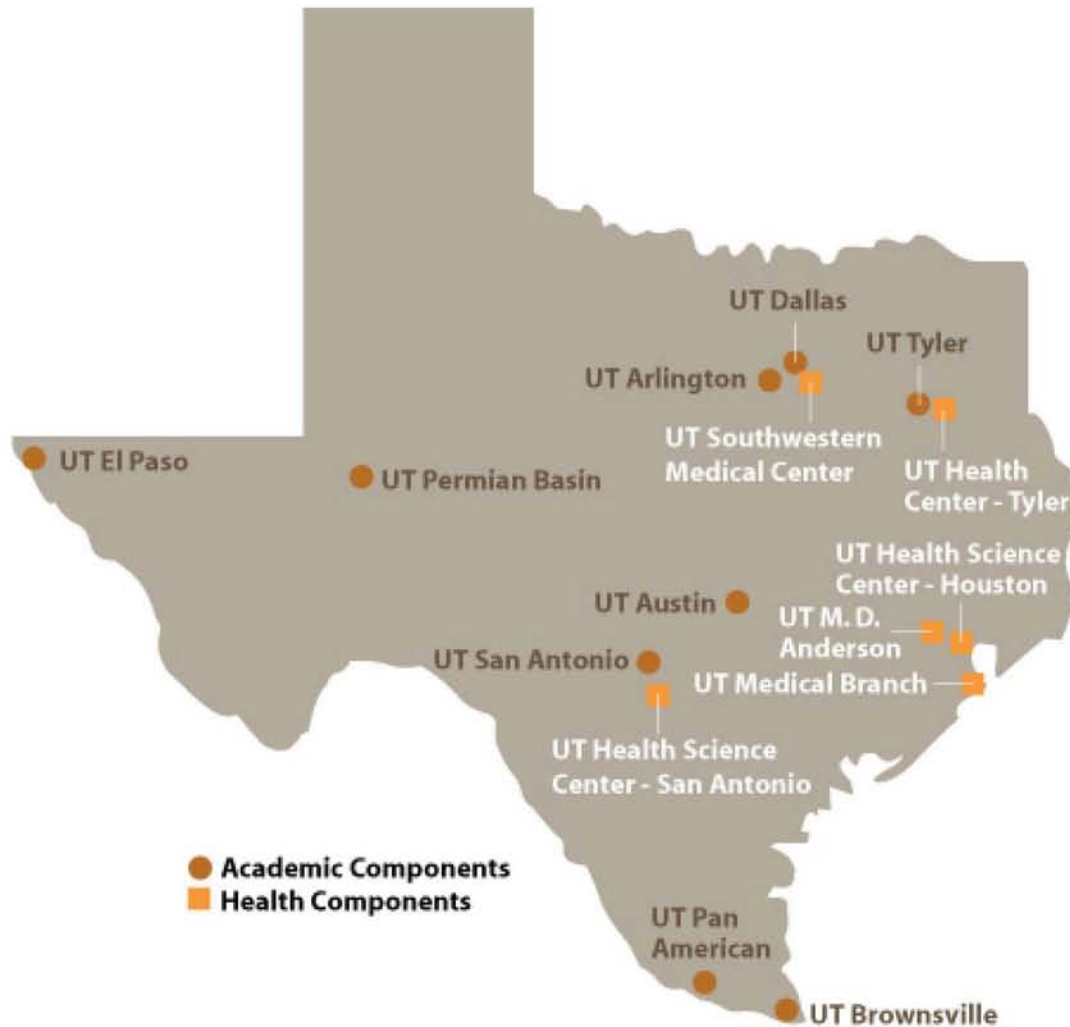 UT Dallas
UT Tyler
UT Arlington
UT Southwestern
Medical Center
UT Health
Center - Tyler
UT El Paso
UT Permian Basin
UT Health Science
Center - Houston
UT Austin
UT M. D.
Anderson
UT San Antonio
UT Medical Branch
UT Health Science
Center - San Antonio
Academic Components
Health Components
UT Pan
American
UT Brownsville